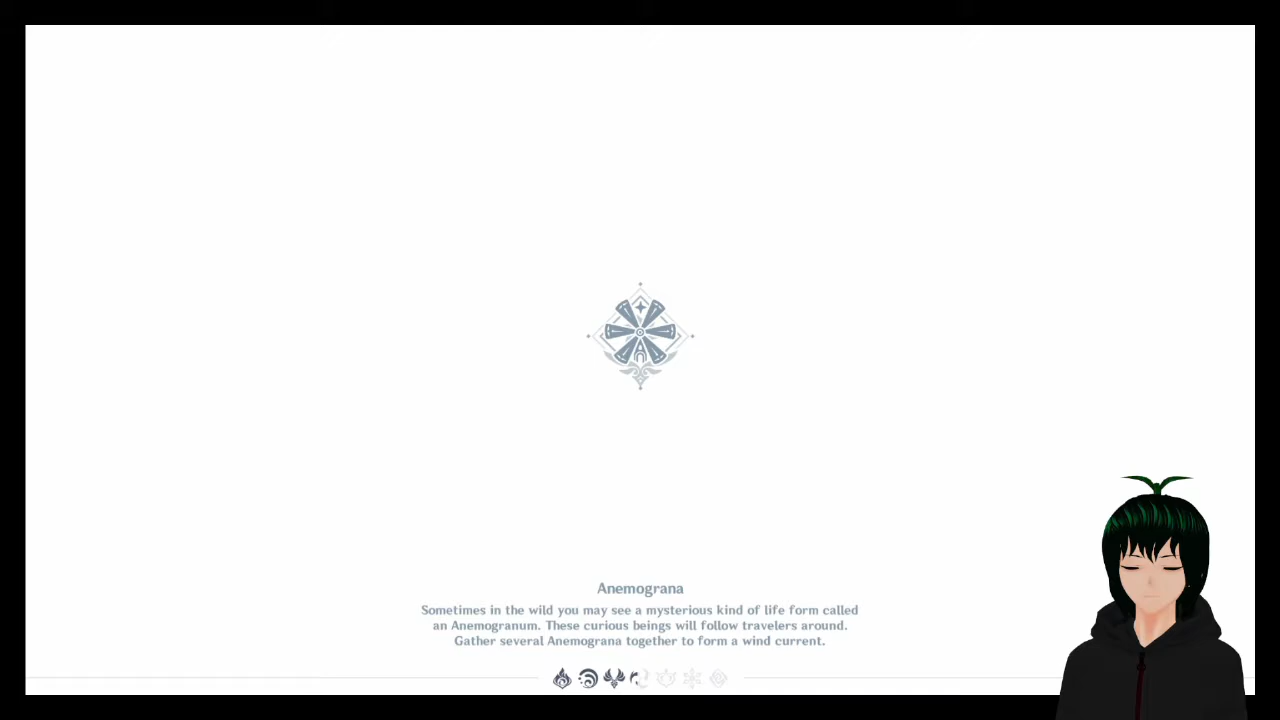 Anemograna
Sometimes in the wild you may see a mysterious kind of life form called
an Anemogranum. These curious beings will follow travelers around.
Gather several Anemograna together to form a wind current.